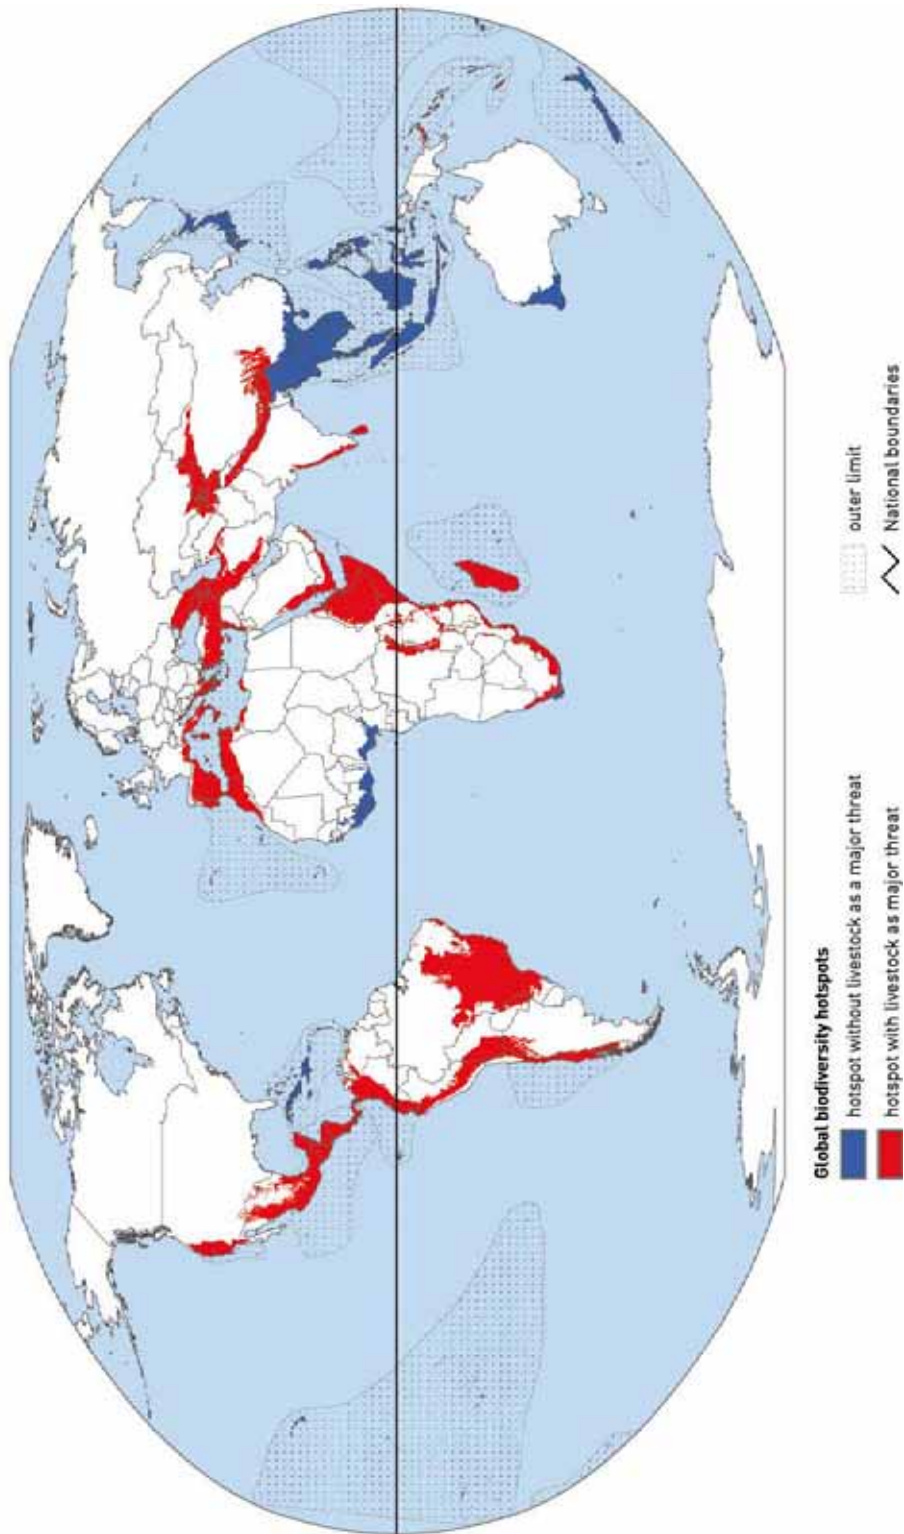 Global biodiversity hotspots
hotspot without livestock as a major threat
hotspot with livestock as major threat
outer limit
National boundaries